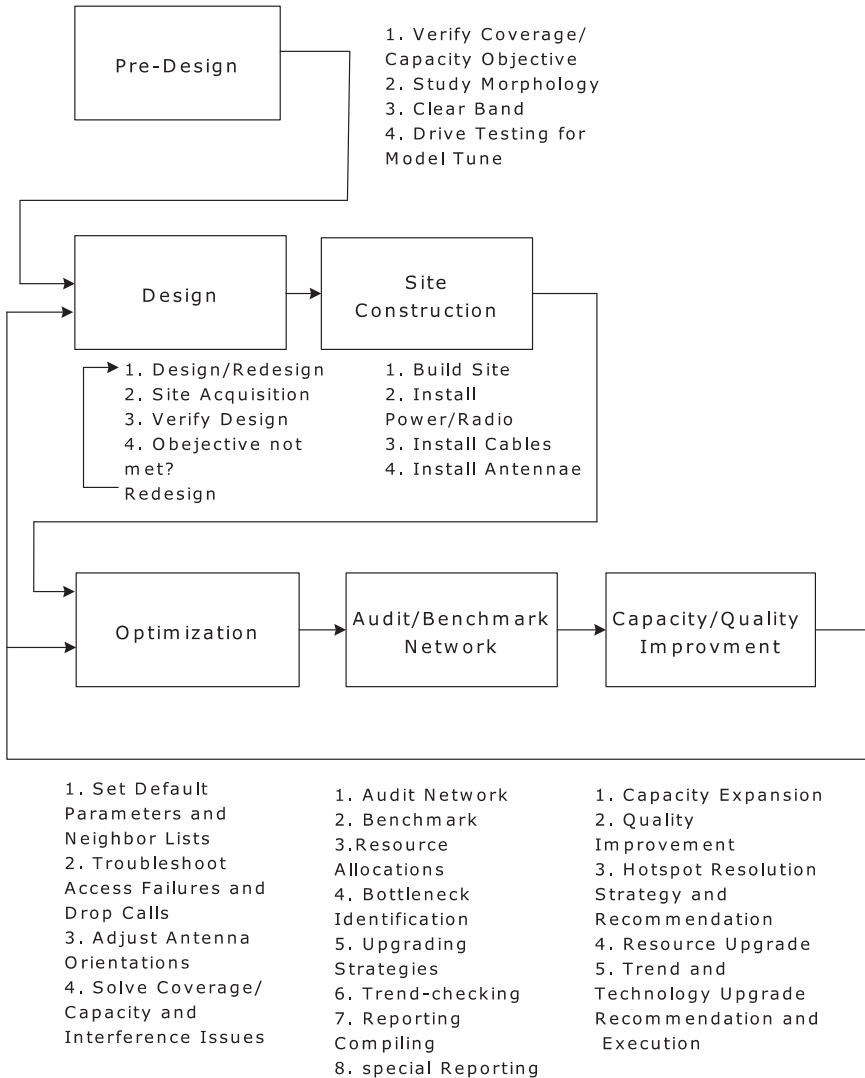 Pre-Design
1. Verify Coverage/
Capacity Objective
2. Study Morphology
3. Clear Band
4. Drive Testing for
Model Tune
Design
Site
Construction
1. Design/Redesign
2. Site Acquisition
3. Verify Design
4. Obejective not
met?
Redesign
1. Build Site
2. Install
Power/Radio
3. Install Cables
4. Install Antennae
Optimization
Audit/Benchmark
Network
Capacity/Quality
Improvment
1. Set Default
Parameters and
Neighbor Lists
2. Troubleshoot
Access Failures and
Drop Calls
3. Adjust Antenna
Orientations
4. Solve Coverage/
Capacity and
Interference Issues
1. Audit Network
2. Benchmark
3.Resource
Allocations
4. Bottleneck
Identification
5. Upgrading
Strategies
6. Trend-checking
7. Reporting
Compiling
8. special Reporting
1. Capacity Expansion
2. Quality
Improvement
3. Hotspot Resolution
Strategy and
Recommendation
4. Resource Upgrade
5. Trend and
Technology Upgrade
Recommendation and
Execution